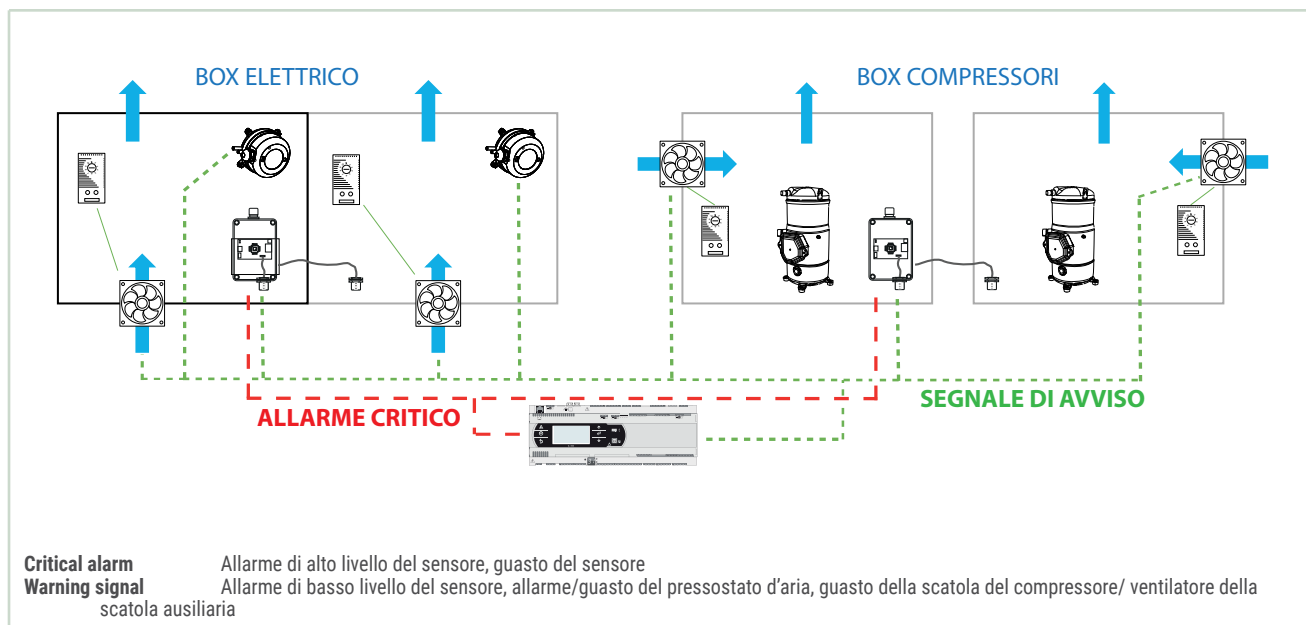 BOX ELETTRICO
BOX COMPRESSORI
ALLARME CRITICO
SEGNALE DI AVVISO
Critical alarm Allarme di alto livello del sensore, guasto del sensore
Warning signal Allarme di basso livello del sensore, allarme/guasto del pressostato d'aria, guasto della scatola del compressore/ ventilatore della
scatola ausiliaria